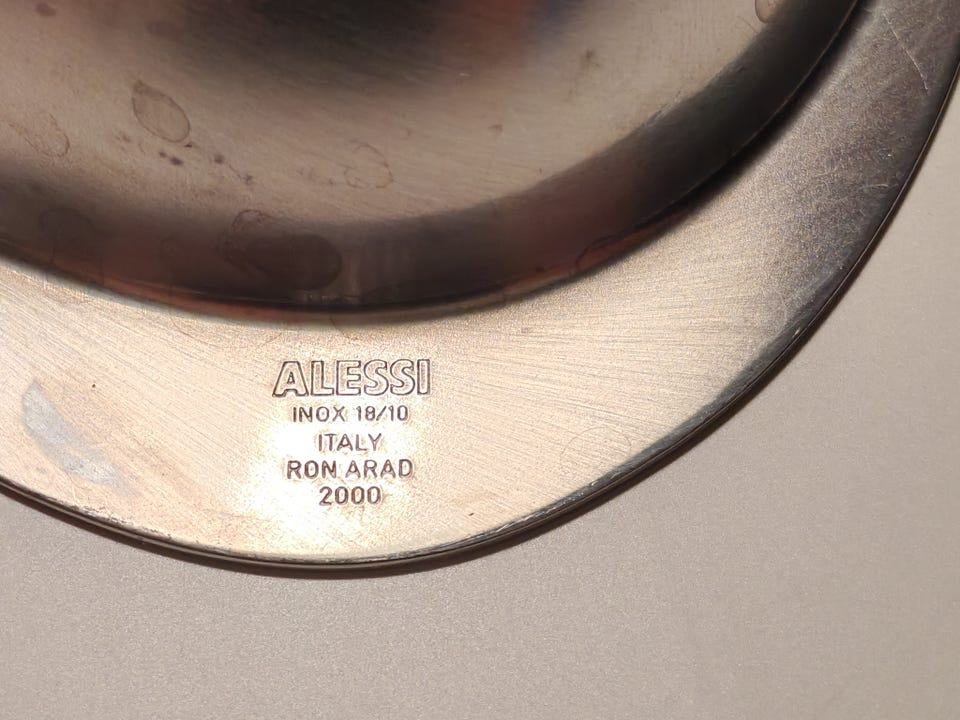 ALESSI
INOX 18/10
ITALY
RON ARAD
2000